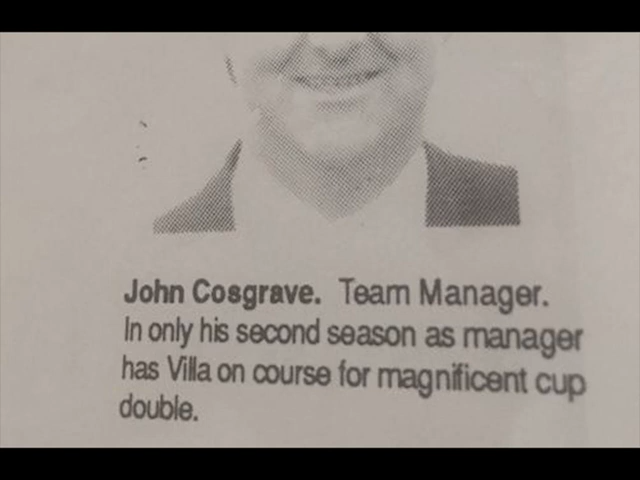 John Cosgrave. Team Manager.
In only his second season as manager
has Villa on course for magnificent cup
double.